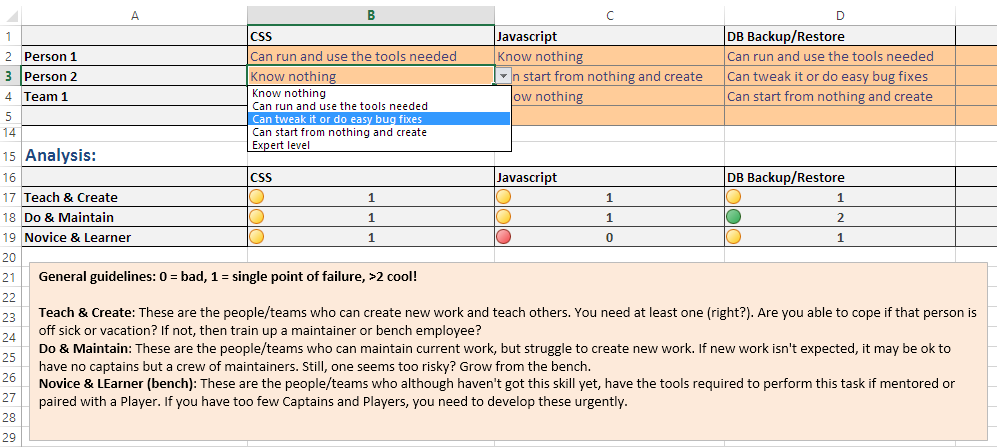 A B C D
1 CSS Javascript DB Backup/Restore
2 Person 1 Can run and use the tools needed Know nothing Can run and use the tools needed
3 Person 2 Know nothing n start from nothing and create Can tweak it or do easy bug fixes
4 Team 1 ow nothing Can start from nothing and create
Know nothing
Can run and use the tools needed
Can tweak it or do easy bug fixes
Can start from nothing and create
Expert level
5
14
15 Analysis:
16 CSS Javascript DB Backup/Restore
17 Teach & Create 1 1 1
18 Do & Maintain 1 1 2
19 Novice & Learner 1 0 1
20
21 General guidelines: 0 = bad, 1 = single point of failure, >2 cool!
22
23 Teach & Create: These are the people/teams who can create new work and teach others. You need at least one (right?). Are you able to cope if that person is
24 off sick or vacation? If not, then train up a maintainer or bench employee?
25 Do & Maintain: These are the people/teams who can maintain current work, but struggle to create new work. If new work isn't expected, it may be ok to
have no captains but a crew of maintainers. Still, one seems too risky? Grow from the bench.
26 Novice & LEarner (bench): These are the people/teams who although haven't got this skill yet, have the tools required to perform this task if mentored or
27 paired with a Player. If you have too few Captains and Players, you need to develop these urgently.
28
29